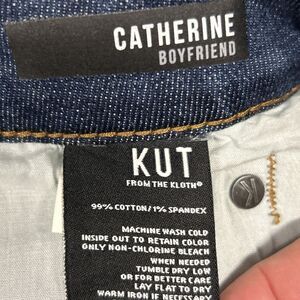 CATHERINE
BOYFRIEND
KUT
FROM THE KLOTH®
99% COTTON/1% SPANDEX
MACHINE WASH COLD
INSIDE OUT TO RETAIN COLOR
ONLY NON-CHLORINE BLEACH
WHEN NEEDED
TUMBLE DRY LOW
OR FOR BETTER CARE
LAY FLAT TO DRY
WARM IRON IF NECESSARY